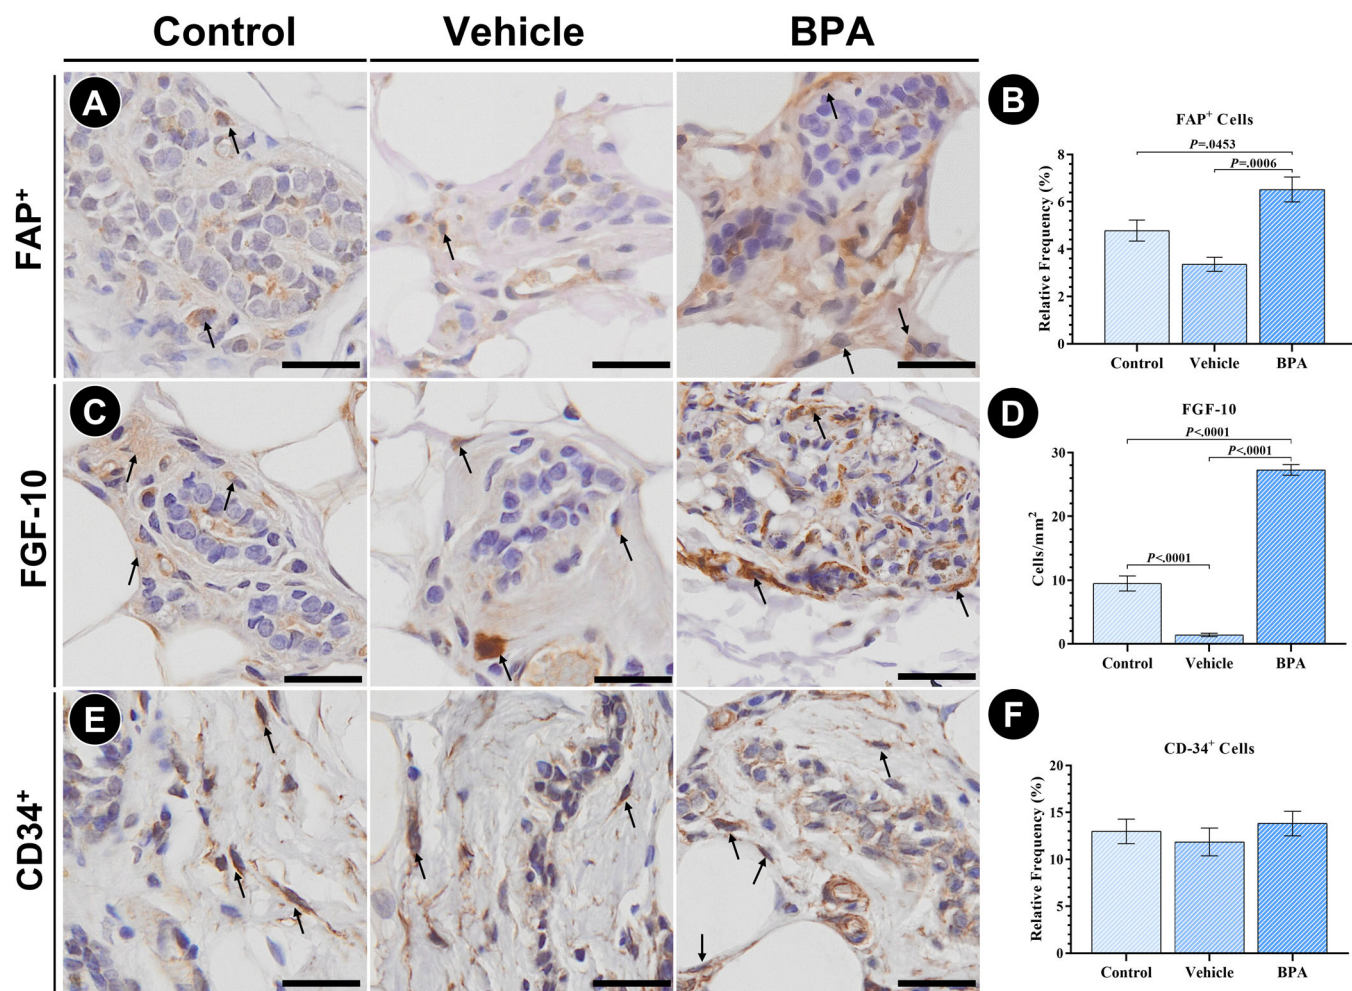 Control Vehicle BPA
A
FAP+
B
FAP+ Cells
P=.0453
P=.0006
Relative Frequency (%)
8
6
4
2
0
Control Vehicle BPA
C
FGF-10
D
FGF-10
P<.0001
P<.0001
P<.0001
Cells/mm2
30
20
10
0
Control Vehicle BPA
E
CD34+
F
CD-34+ Cells
Relative Frequency (%)
20
15
10
5
0
Control Vehicle BPA